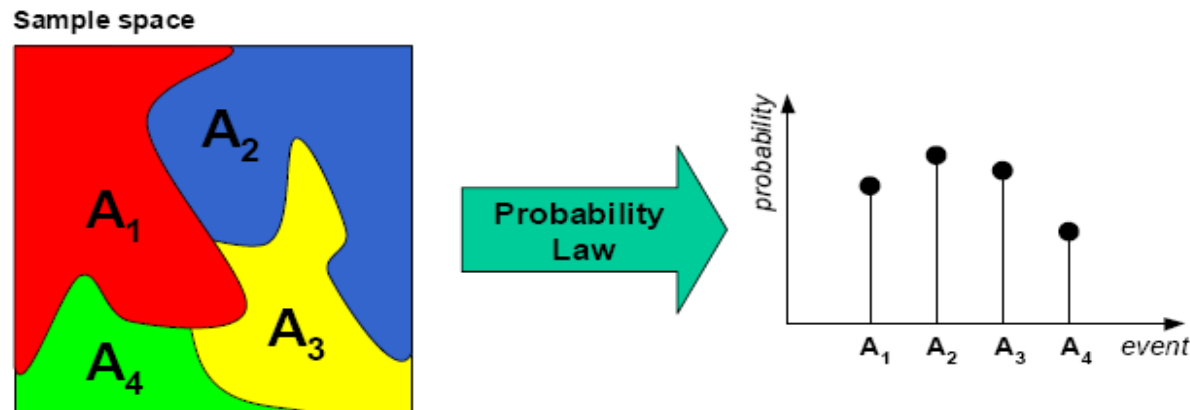 Sample space
A₁
A₂
A₃
A₄
Probability
Law
probability
A₁ A₂ A₃ A₄ event